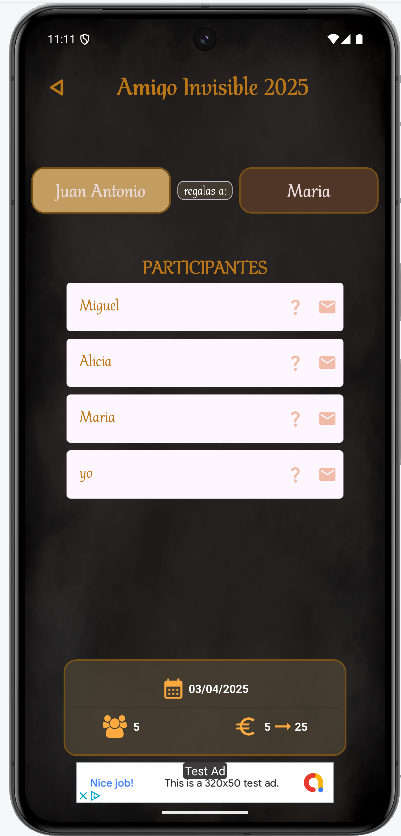 11:11
Amigo Invisible 2025
Juan Antonio regalas a: Maria
PARTICIPANTES
Miguel ?
Alicia ?
Maria ?
yo ?
03/04/2025
5 € 5 → 25
Test Ad
Nice job! This is a 320x50 test ad.